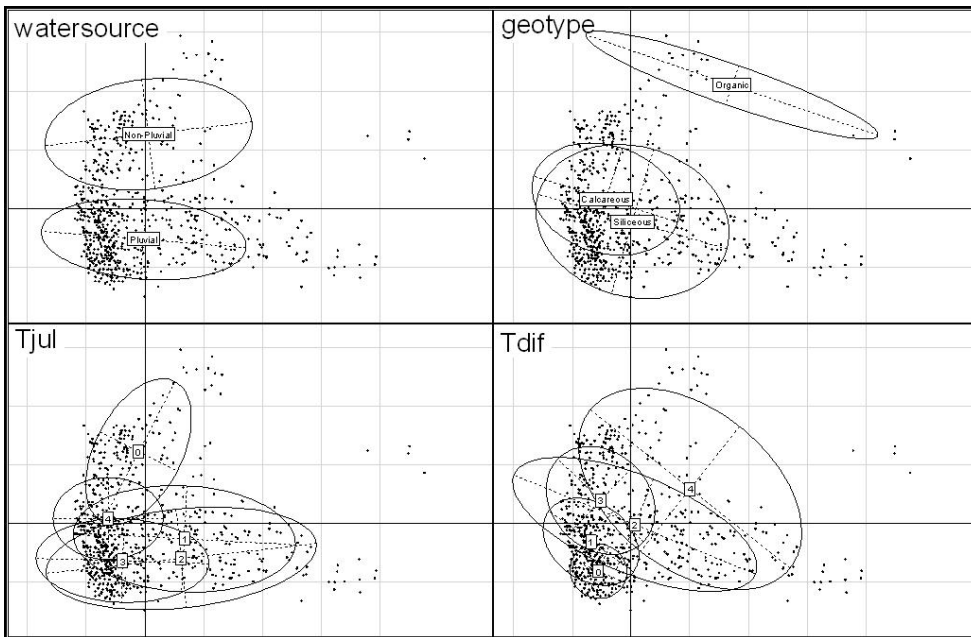 watersource
Non-Pluvial
Pluvial
geotype
Organic
Calcareous
Siliceous
Tjul
0
4
1
2
3
Tdif
4
3
2
1
0